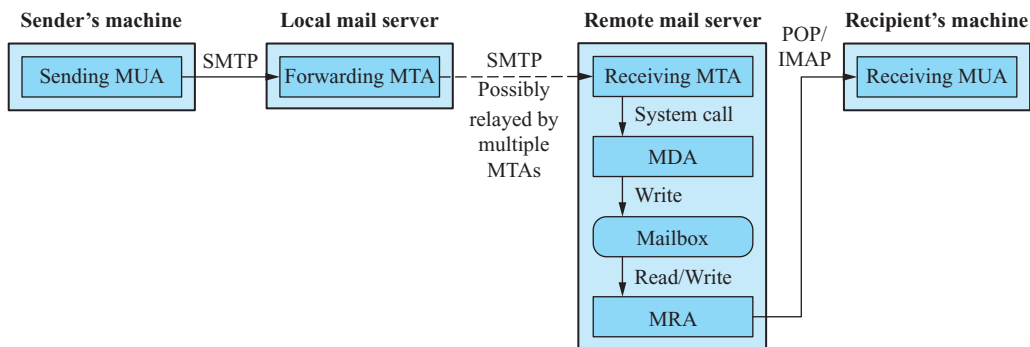 Sender's machine
Local mail server
Remote mail server
Recipient's machine
POP/
IMAP
Sending MUA
SMTP
Forwarding MTA
SMTP
Possibly
relayed by
multiple
MTAs
Receiving MTA
System call
MDA
Write
Mailbox
Read/Write
MRA
Receiving MUA